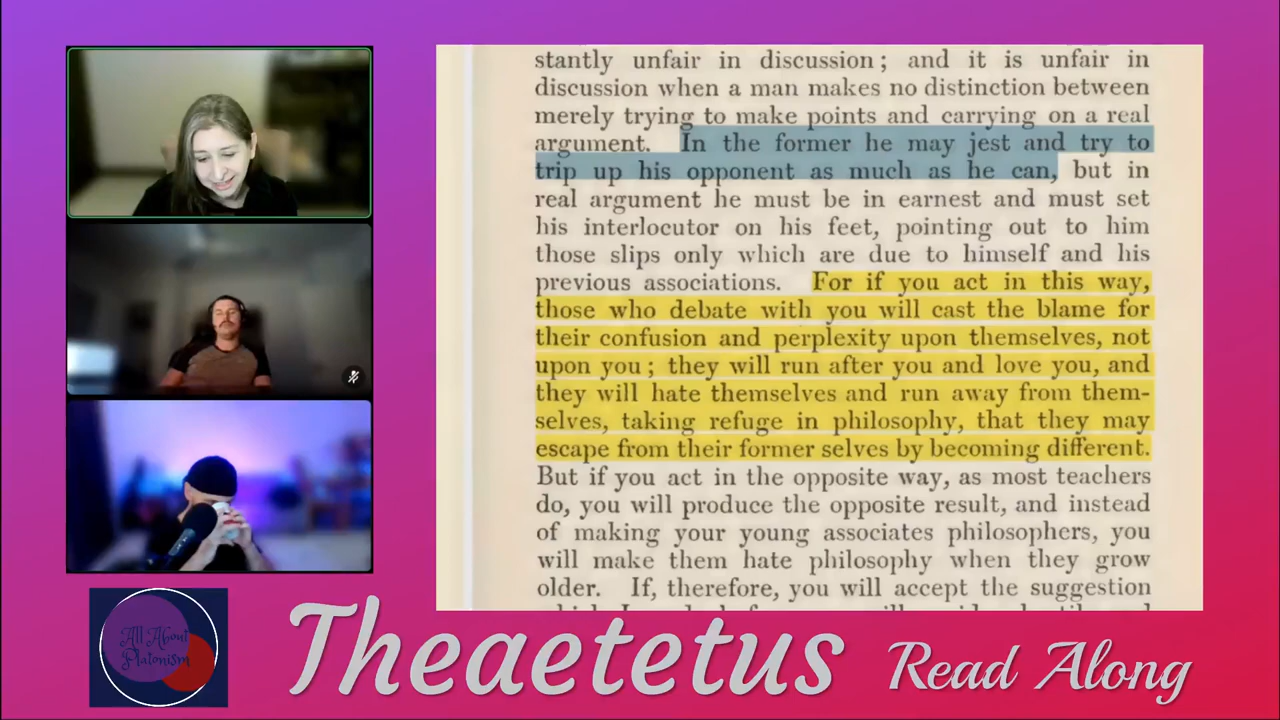 stantly unfair in discussion; and it is unfair in
discussion when a man makes no distinction between
merely trying to make points and carrying on a real
argument. In the former he may jest and try to
trip up his opponent as much as he can, but in
real argument he must be in earnest and must set
his interlocutor on his feet, pointing out to him
those slips only which are due to himself and his
previous associations. For if you act in this way,
those who debate with you will cast the blame for
their confusion and perplexity upon themselves, not
upon you; they will run after you and love you, and
they will hate themselves and run away from them-
selves, taking refuge in philosophy, that they may
escape from their former selves by becoming different.
But if you act in the opposite way, as most teachers
do, you will produce the opposite result, and instead
of making your young associates philosophers, you
will make them hate philosophy when they grow
older. If, therefore, you will accept the suggestion
All About
Platonism
Theaetetus Read Along